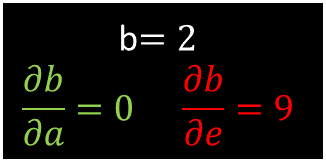 b= 2
∂b/∂a = 0 ∂b/∂e = 9